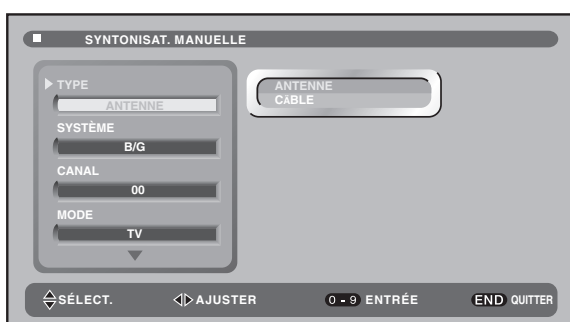 SYNTONISAT. MANUELLE
TYPE
ANTENNE
SYSTÈME
B/G
CANAL
00
MODE
TV
ANTENNE
CÂBLE
SÉLECT. AJUSTER 0 - 9 ENTRÉE END QUITTER